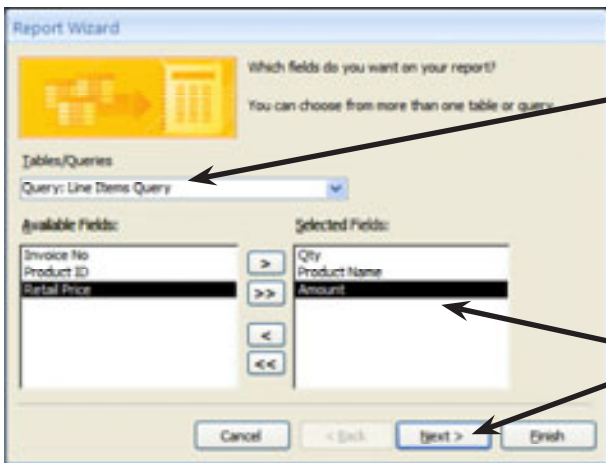 Report Wizard
Which fields do you want on your report?
You can choose from more than one table or query.
Tables/Queries
Query: Line Items Query
Available Fields:
Selected Fields:
Invoice No
Product ID
Retail Price
>
>>
<
<<
Qty
Product Name
Amount
Cancel
< Back
Next >
Finish